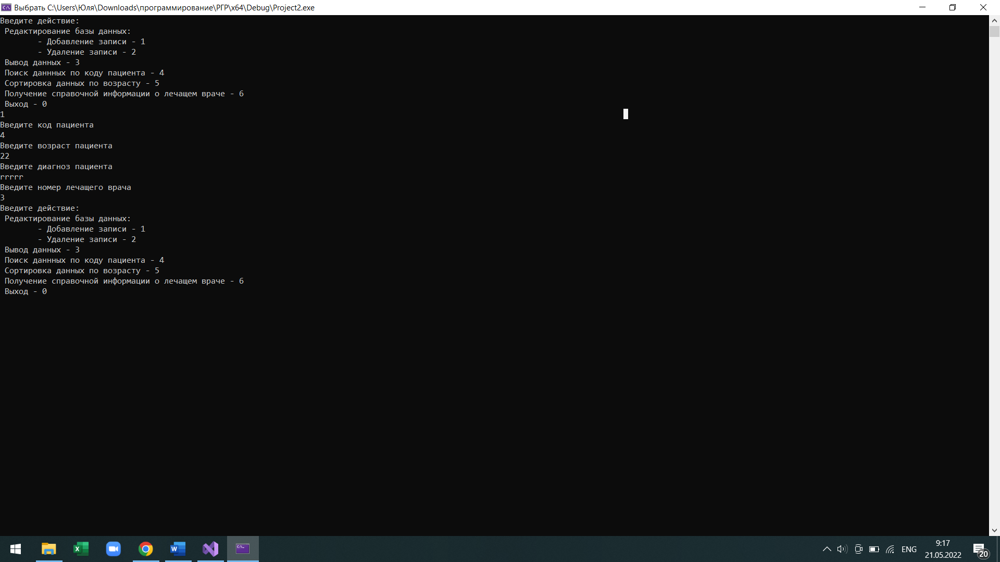 Выбрать C:\Users\Юля\Downloads\программирование\РГР\x64\Debug\Project2.exe
Введите действие:
Редактирование базы данных:
- Добавление записи - 1
- Удаление записи - 2
Вывод данных - 3
Поиск даннных по коду пациента - 4
Сортировка данных по возрасту - 5
Получение справочной информации о лечащем враче - 6
Выход - 0
1
Введите код пациента
4
Введите возраст пациента
22
Введите диагноз пациента
rrrrr
Введите номер лечащего врача
3
Введите действие:
Редактирование базы данных:
- Добавление записи - 1
- Удаление записи - 2
Вывод данных - 3
Поиск даннных по коду пациента - 4
Сортировка данных по возрасту - 5
Получение справочной информации о лечащем враче - 6
Выход - 0
ENG
9:17
21.05.2022
20